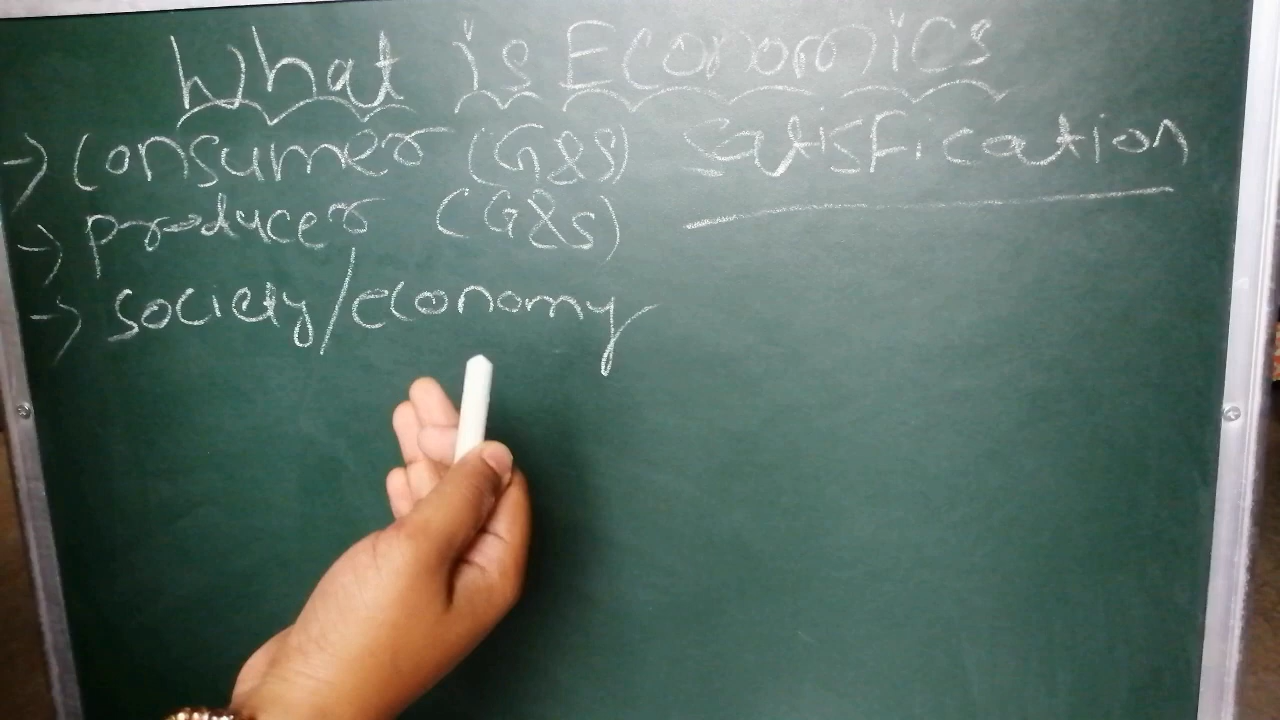 What is Economics
→ Consumer (G&S) Satisfication
→ producer (G&S)
→ society/economy